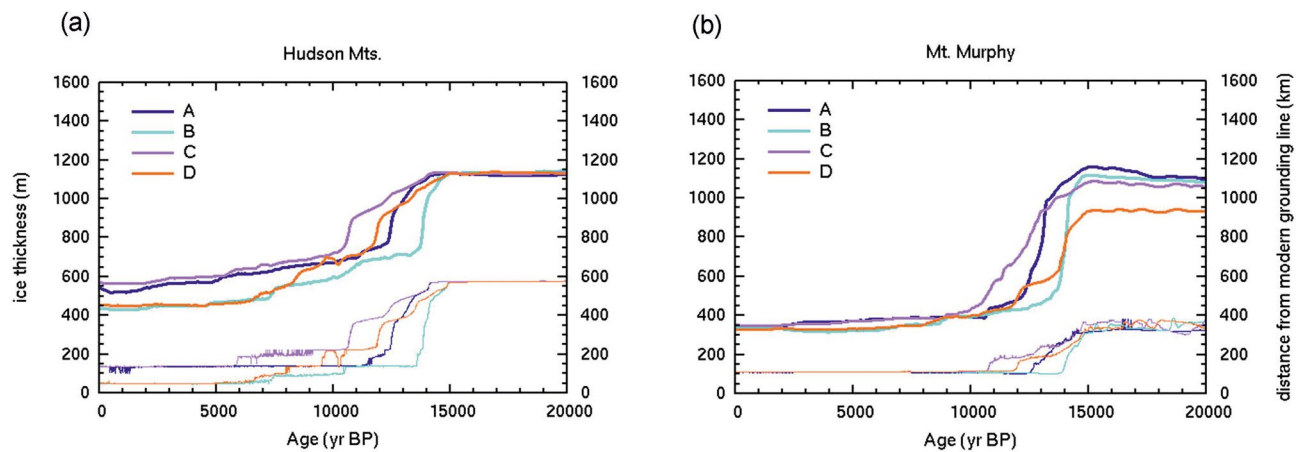 (a)
Hudson Mts.
1600
1400
1200
1000
800
600
400
200
0
ice thickness (m)
A
B
C
D
1600
1400
1200
1000
800
600
400
200
0
0
5000
10000
15000
20000
Age (yr BP)
(b)
Mt. Murphy
1600
1400
1200
1000
800
600
400
200
0
A
B
C
D
1600
1400
1200
1000
800
600
400
200
0
distance from modern grounding line (km)
0
5000
10000
15000
20000
Age (yr BP)